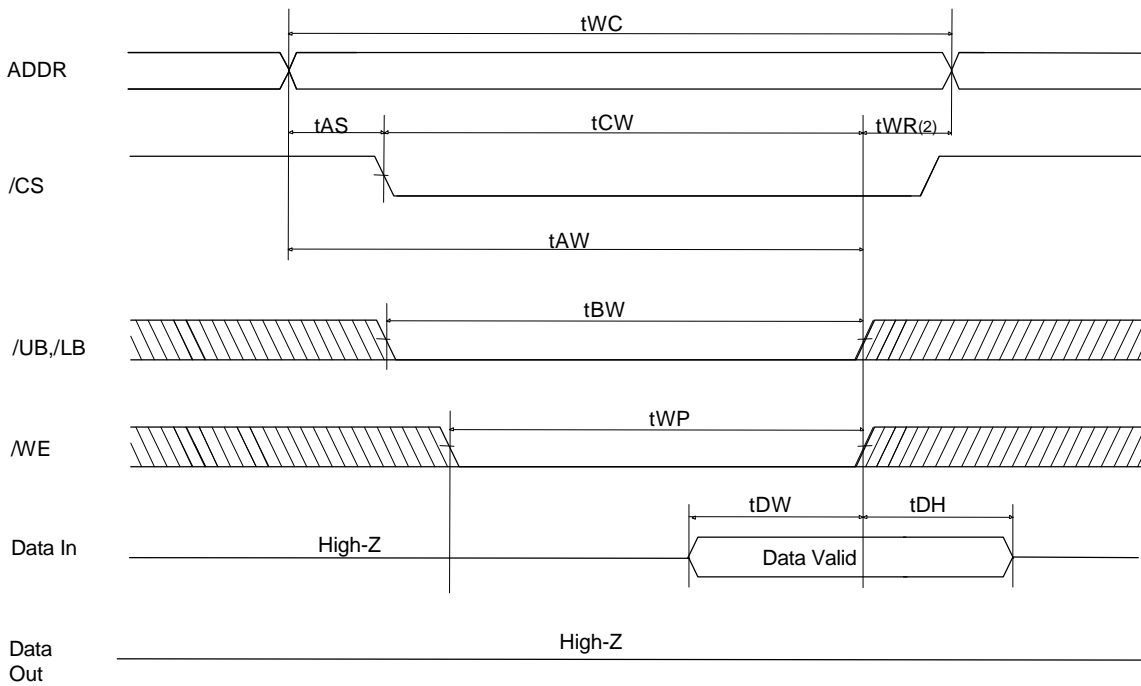 tWC
ADDR
tAS
tCW
tWR(2)
/CS
tAW
tBW
/UB,/LB
tWP
/WE
tDW
tDH
Data In
High-Z
Data Valid
High-Z
Data
Out